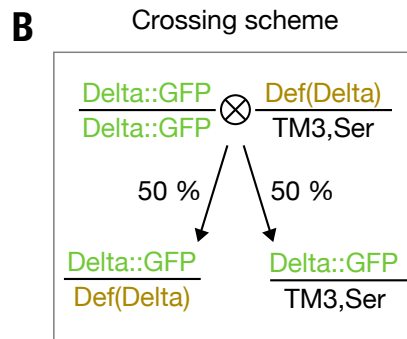 B
Crossing scheme
Delta::GFP Def(Delta)
Delta::GFP TM3,Ser
50 % 50 %
Delta::GFP Delta::GFP
Def(Delta) TM3,Ser